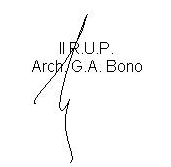 Il R.U.P.
Arch. G.A. Bono